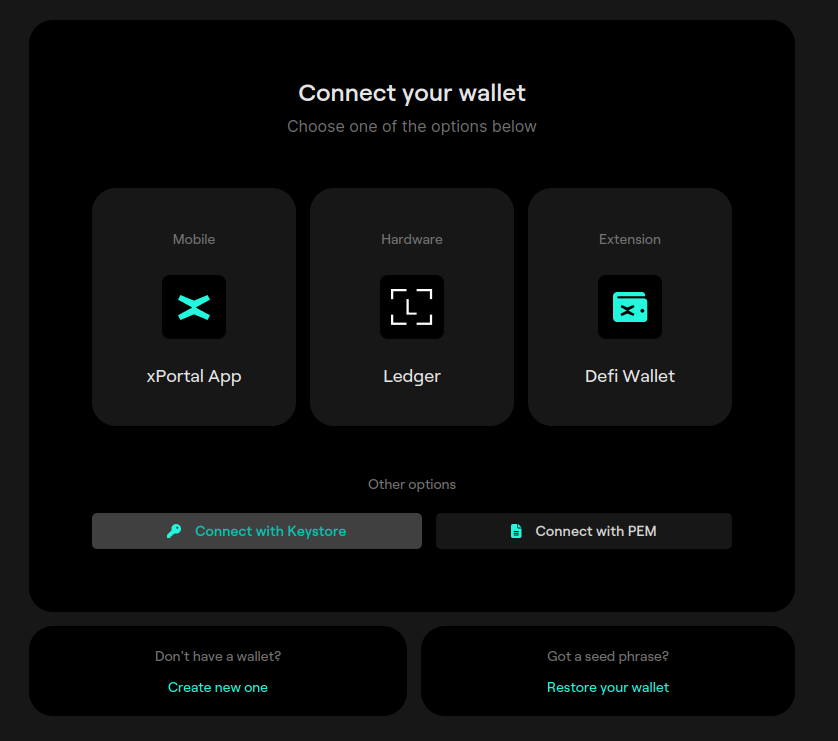 Connect your wallet
Choose one of the options below
Mobile
Hardware
Extension
xPortal App
Ledger
Defi Wallet
Other options
Connect with Keystore
Connect with PEM
Don't have a wallet?
Got a seed phrase?
Create new one
Restore your wallet